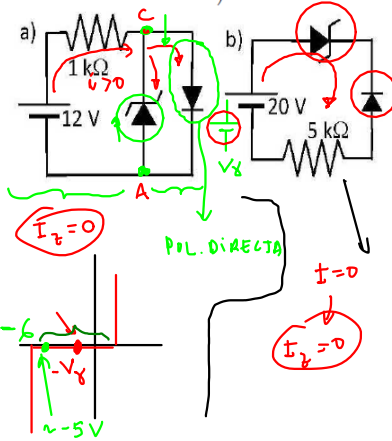 a)
C
1 kΩ
i>0
12 V
A
b)
20 V
5 kΩ
Vγ
I_z=0
POL. DIRECTA
I=0
I_z=0
-6
-Vγ
~-5V